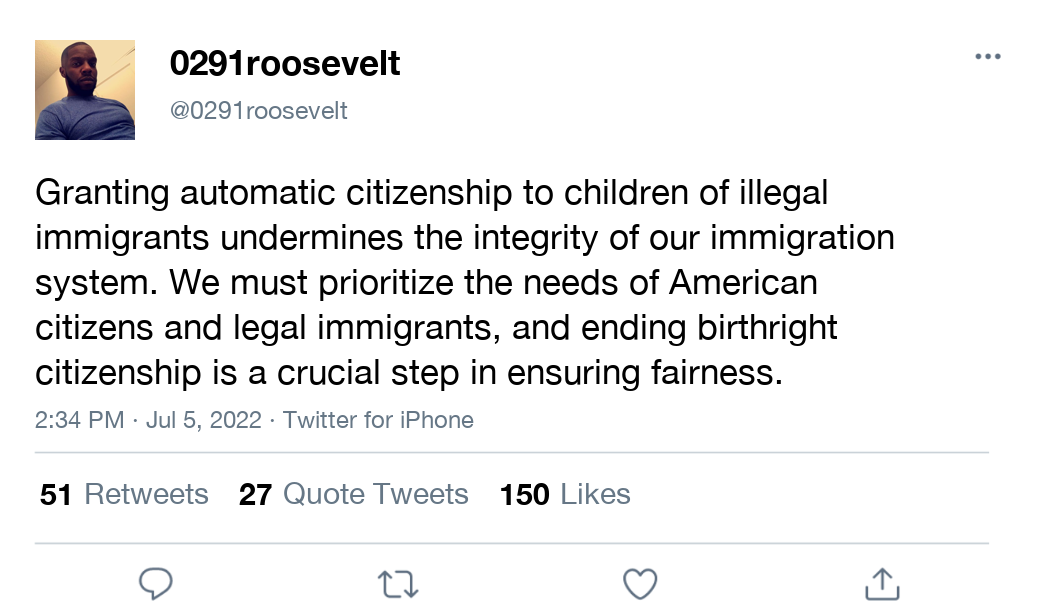 0291roosevelt
@0291roosevelt
Granting automatic citizenship to children of illegal
immigrants undermines the integrity of our immigration
system. We must prioritize the needs of American
citizens and legal immigrants, and ending birthright
citizenship is a crucial step in ensuring fairness.
2:34 PM · Jul 5, 2022 · Twitter for iPhone
51 Retweets 27 Quote Tweets 150 Likes